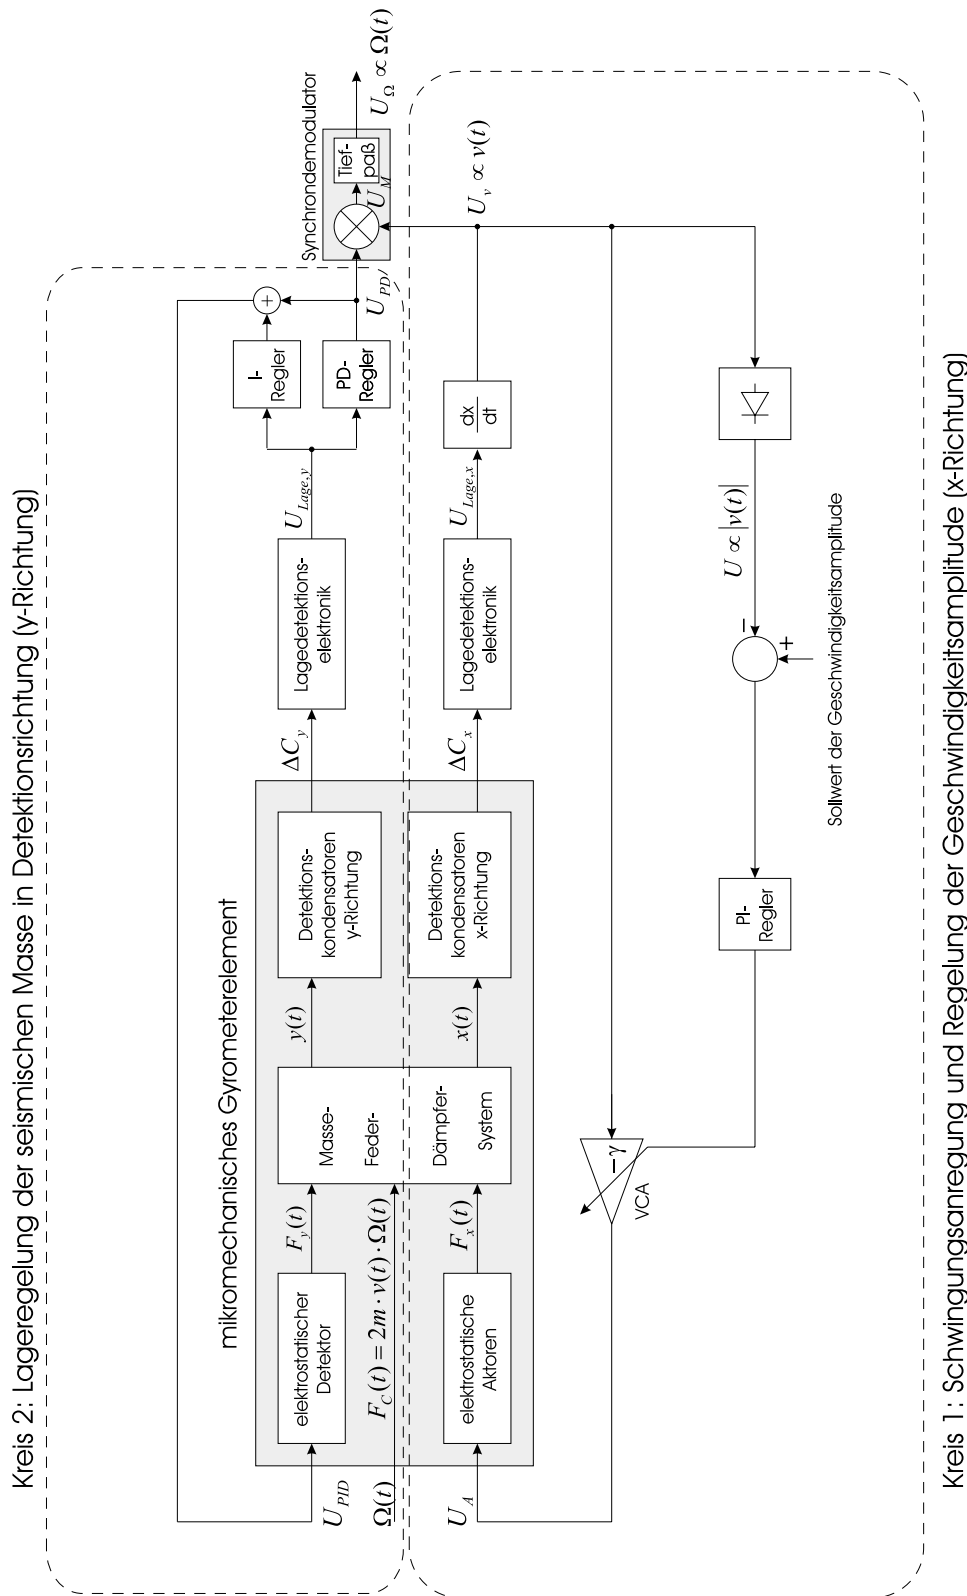 Kreis 2: Lageregelung der seismischen Masse in Detektionsrichtung (y-Richtung)
mikromechanisches Gyrometerelement
U_PID
elektrostatischer
Detektor
F_y(t)
Ω(t)
F_C(t) = 2m · v(t) · Ω(t)
U_A
elektrostatische
Aktoren
F_x(t)
Masse-
Feder-
Dämpfer-
System
y(t)
Detektions-
kondensatoren
y-Richtung
ΔC_y
Lagedetektions-
elektronik
U_Lage,y
I-
Regler
PD-
Regler
+
U_PD
Synchrondemodulator
U_M
Tief-
paß
U_Ω ∝ Ω(t)
x(t)
Detektions-
kondensatoren
x-Richtung
ΔC_x
Lagedetektions-
elektronik
U_Lage,x
dx
dt
U_v ∝ v(t)
-γ
VCA
PI-
Regler
−
+
Sollwert der Geschwindigkeitsamplitude
U ∝ |v(t)|
Kreis 1: Schwingungsanregung und Regelung der Geschwindigkeitsamplitude (x-Richtung)